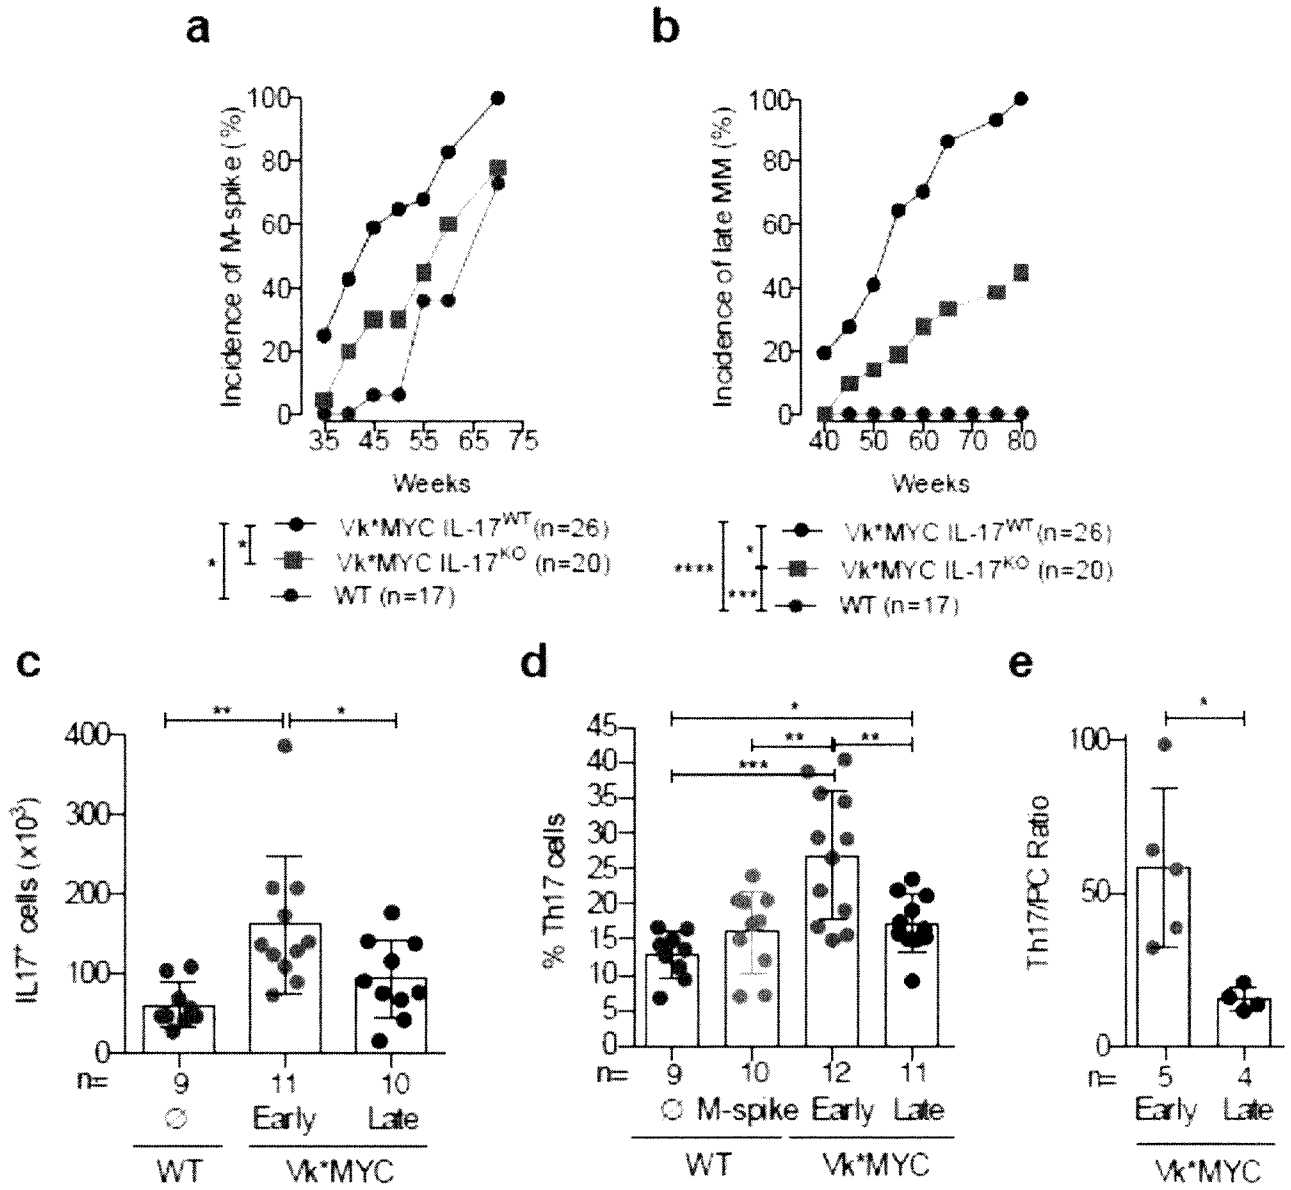 a
Incidence of M-spike (%)
100
80
60
40
20
0
35 45 55 65 75
Weeks
* * Vk*MYC IL-17WT(n=26)
Vk*MYC IL-17KO (n=20)
WT (n=17)
b
Incidence of late MM (%)
100
80
60
40
20
0
40 50 60 70 80
Weeks
**** * *** Vk*MYC IL-17WT(n=26)
Vk*MYC IL-17KO (n=20)
WT (n=17)
c
IL17+ cells (x10³)
400
300
200
100
0
** *
n= 9 11 10
∅ Early Late
WT Vk*MYC
d
% Th17 cells
45
40
35
30
25
20
15
10
5
0
*
** **
***
n= 9 10 12 11
∅ M-spike Early Late
WT Vk*MYC
e
Th17/PC Ratio
100
50
0
*
n= 5 4
Early Late
Vk*MYC